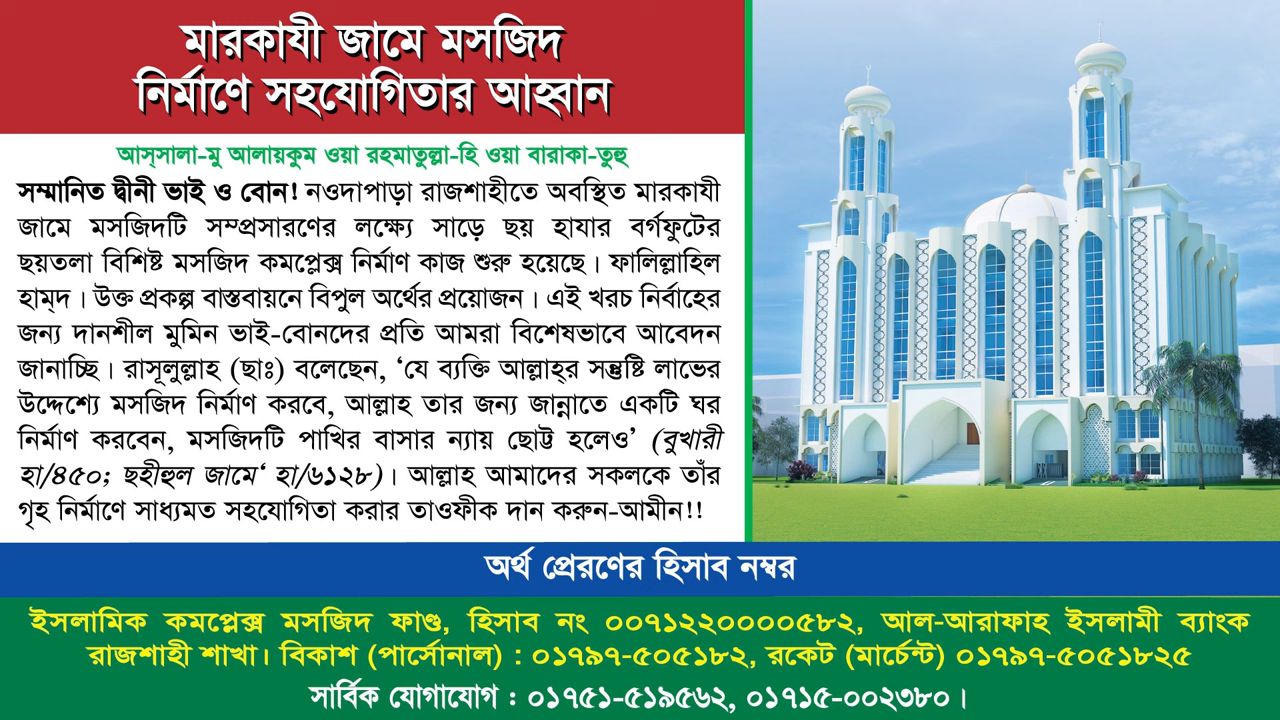 মারকাযী জামে মসজিদ
নির্মাণে সহযোগিতার আহ্বান
আস্সালা-মু আলায়কুম ওয়া রহমাতুল্লা-হি ওয়া বারাকা-তুহু
সম্মানিত দ্বীনী ভাই ও বোন! নওদাপাড়া রাজশাহীতে অবস্থিত মারকাযী
জামে মসজিদটি সম্প্রসারণের লক্ষ্যে সাড়ে ছয় হাযার বর্গফুটের
ছয়তলা বিশিষ্ট মসজিদ কমপ্লেক্স নির্মাণ কাজ শুরু হয়েছে। ফালিল্লাহিল
হাম্দ। উক্ত প্রকল্প বাস্তবায়নে বিপুল অর্থের প্রয়োজন। এই খরচ নির্বাহের
জন্য দানশীল মুমিন ভাই-বোনদের প্রতি আমরা বিশেষভাবে আবেদন
জানাচ্ছি। রাসূলুল্লাহ (ছাঃ) বলেছেন, ‘যে ব্যক্তি আল্লাহ্‌র সন্তুষ্টি লাভের
উদ্দেশ্যে মসজিদ নির্মাণ করবে, আল্লাহ তার জন্য জান্নাতে একটি ঘর
নির্মাণ করবেন, মসজিদটি পাখির বাসার ন্যায় ছোট্ট হলেও’ (বুখারী
হা/৪৫০; ছহীহুল জামে‘ হা/৬১২৮)। আল্লাহ আমাদের সকলকে তাঁর
গৃহ নির্মাণে সাধ্যমত সহযোগিতা করার তাওফীক দান করুন-আমীন!!
অর্থ প্রেরণের হিসাব নম্বর
ইসলামিক কমপ্লেক্স মসজিদ ফাণ্ড, হিসাব নং ০০৭১২২০০০০৫৮২, আল-আরাফাহ ইসলামী ব্যাংক
রাজশাহী শাখা। বিকাশ (পার্সোনাল) : ০১৭৯৭-৫০৫১৮২, রকেট (মার্চেন্ট) ০১৭৯৭-৫০৫১৮২৫
সার্বিক যোগাযোগ : ০১৭৫১-৫১৯৫৬২, ০১৭১৫-০০২৩৮০।